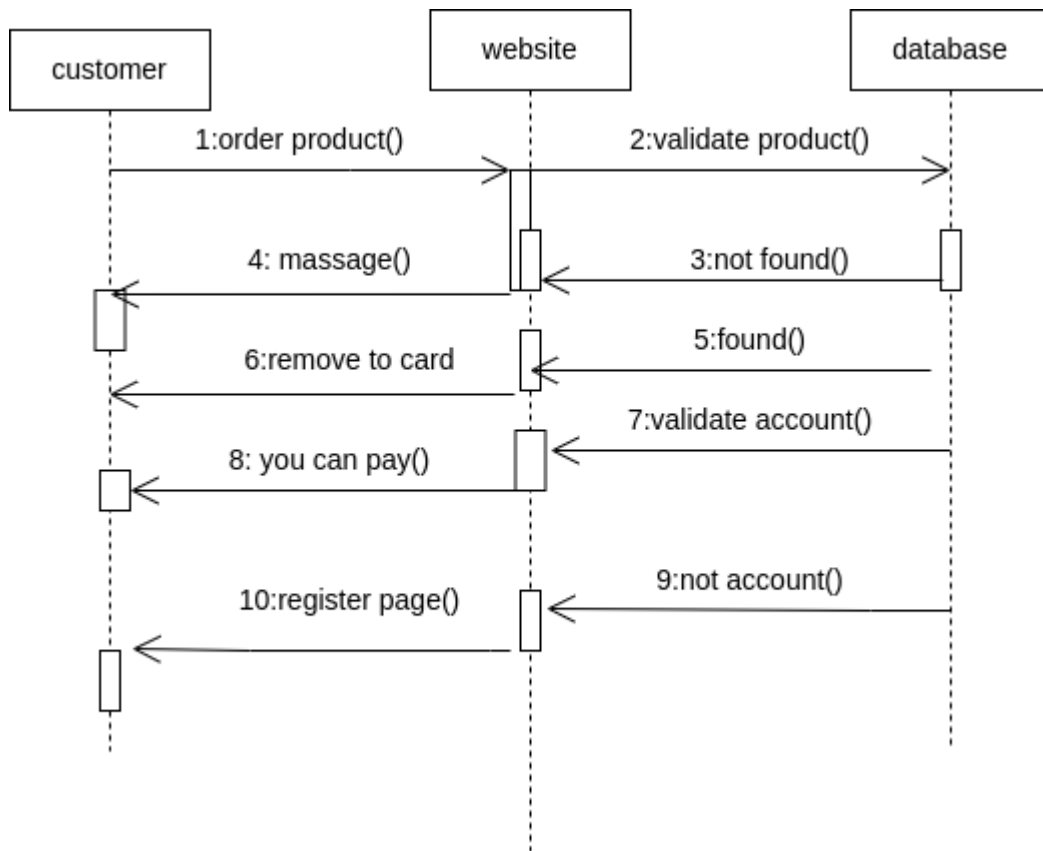 customer
website
database
1:order product()
2:validate product()
4: massage()
3:not found()
6:remove to card
5:found()
7:validate account()
8: you can pay()
9:not account()
10:register page()